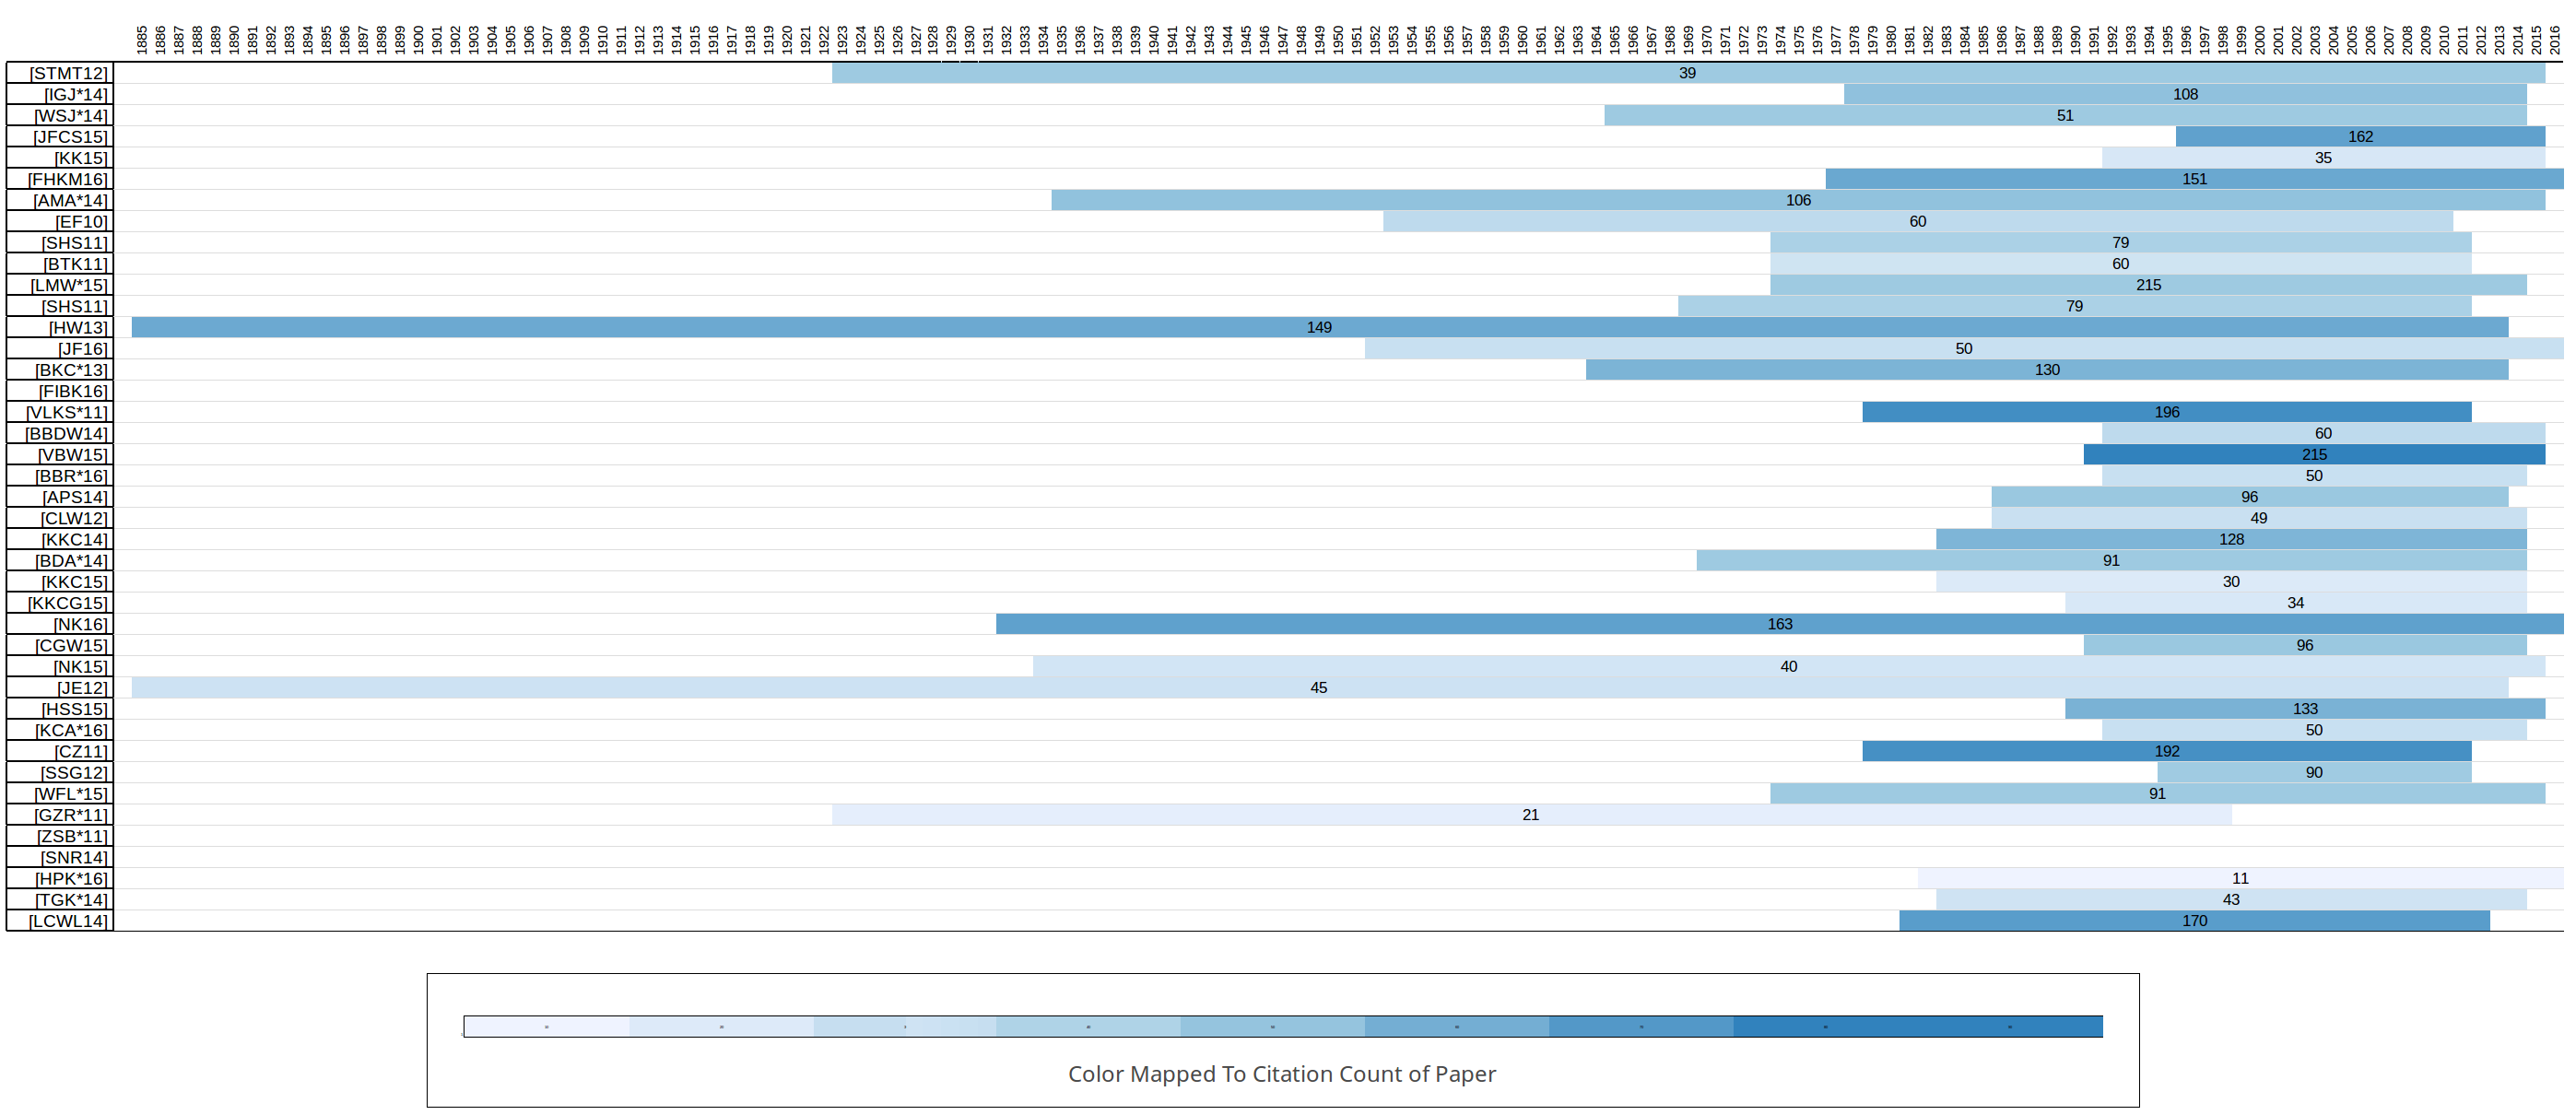 1885 1886 1887 1888 1889 1890 1891 1892 1893 1894 1895 1896 1897 1898 1899 1900 1901 1902 1903 1904 1905 1906 1907 1908 1909 1910 1911 1912 1913 1914 1915 1916 1917 1918 1919 1920 1921 1922 1923 1924 1925 1926 1927 1928 1929 1930 1931 1932 1933 1934 1935 1936 1937 1938 1939 1940 1941 1942 1943 1944 1945 1946 1947 1948 1949 1950 1951 1952 1953 1954 1955 1956 1957 1958 1959 1960 1961 1962 1963 1964 1965 1966 1967 1968 1969 1970 1971 1972 1973 1974 1975 1976 1977 1978 1979 1980 1981 1982 1983 1984 1985 1986 1987 1988 1989 1990 1991 1992 1993 1994 1995 1996 1997 1998 1999 2000 2001 2002 2003 2004 2005 2006 2007 2008 2009 2010 2011 2012 2013 2014 2015 2016
[STMT12] 39
[IGJ*14] 108
[WSJ*14] 51
[JFCS15] 162
[KK15] 35
[FHKM16] 151
[AMA*14] 106
[EF10] 60
[SHS11] 79
[BTK11] 60
[LMW*15] 215
[SHS11] 79
[HW13] 149
[JF16] 50
[BKC*13] 130
[FIBK16]
[VLKS*11] 196
[BBDW14] 60
[VBW15] 215
[BBR*16] 50
[APS14] 96
[CLW12] 49
[KKC14] 128
[BDA*14] 91
[KKC15] 30
[KKCG15] 34
[NK16] 163
[CGW15] 96
[NK15] 40
[JE12] 45
[HSS15] 133
[KCA*16] 50
[CZ11] 192
[SSG12] 90
[WFL*15] 91
[GZR*11] 21
[ZSB*11]
[SNR14]
[HPK*16] 11
[TGK*14] 43
[LCWL14] 170
Color Mapped To Citation Count of Paper